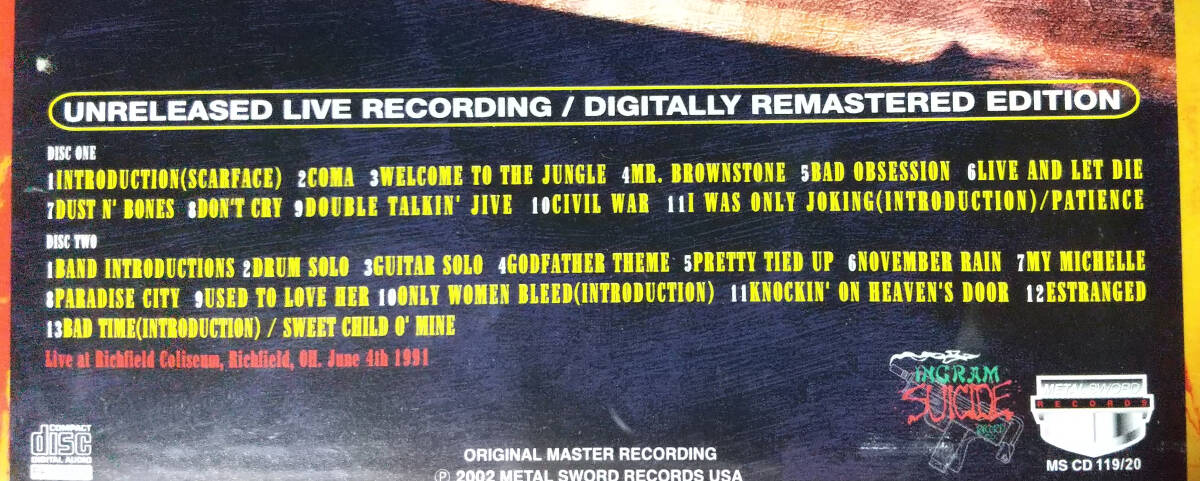 UNRELEASED LIVE RECORDING / DIGITALLY REMASTERED EDITION
DISC ONE
1INTRODUCTION(SCARFACE) 2COMA 3WELCOME TO THE JUNGLE 4MR. BROWNSTONE 5BAD OBSESSION 6LIVE AND LET DIE
7DUST N' BONES 8DON'T CRY 9DOUBLE TALKIN' JIVE 10CIVIL WAR 11I WAS ONLY JOKING(INTRODUCTION)/PATIENCE
DISC TWO
1BAND INTRODUCTIONS 2DRUM SOLO 3GUITAR SOLO 4GODFATHER THEME 5PRETTY TIED UP 6NOVEMBER RAIN 7MY MICHELLE
8PARADISE CITY 9USED TO LOVE HER 10ONLY WOMEN BLEED(INTRODUCTION) 11KNOCKIN' ON HEAVEN'S DOOR 12ESTRANGED
13BAD TIME(INTRODUCTION) / SWEET CHILD O' MINE
Live at Richfield Coliseum, Richfield, OH. June 4th 1991
INGRAM
SUICIDE
METAL SWORD
RECORDS
MS CD 119/20
COMPACT
disc
DIGITAL AUDIO
ORIGINAL MASTER RECORDING
Ⓟ 2002 METAL SWORD RECORDS USA